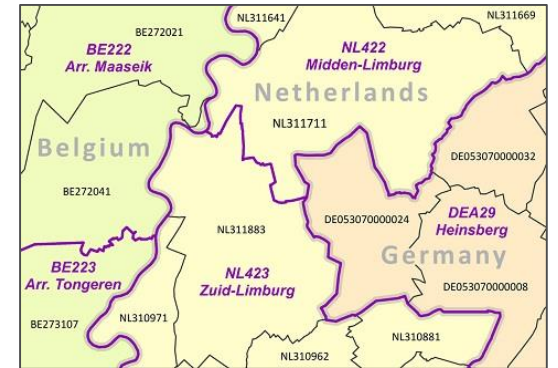 NL311669
NL311641
BE272021
BE222
Arr. Maaseik
NL422
Midden-Limburg
Netherlands
NL311711
Belgium
DE053070000032
BE272041
DE053070000024
DEA29
Heinsberg
NL311883
Germany
BE223
Arr. Tongeren
NL423
Zuid-Limburg
DE053070000008
BE273107
NL310971
NL310881
NL310962